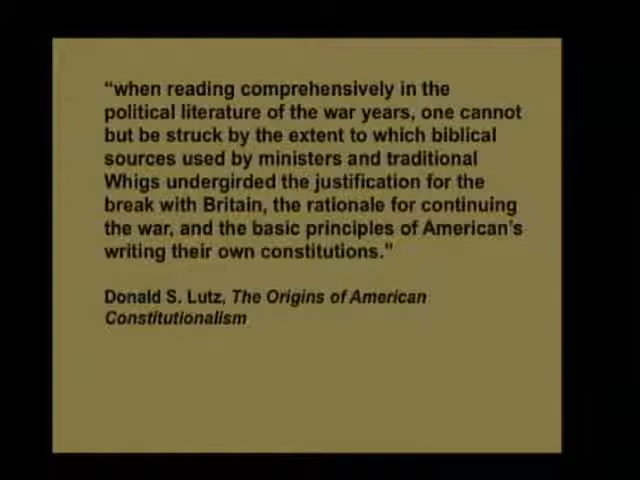 “when reading comprehensively in the
political literature of the war years, one cannot
but be struck by the extent to which biblical
sources used by ministers and traditional
Whigs undergirded the justification for the
break with Britain, the rationale for continuing
the war, and the basic principles of American’s
writing their own constitutions.”
Donald S. Lutz, The Origins of American
Constitutionalism